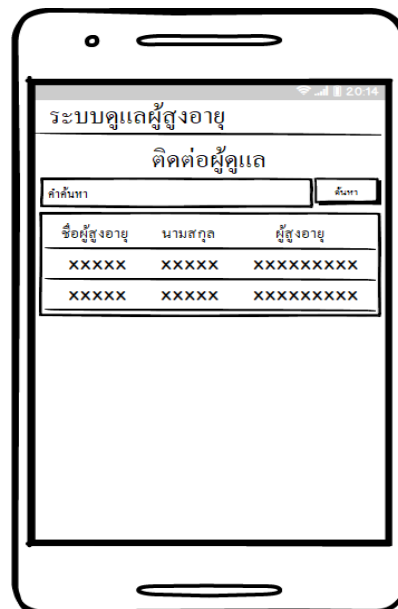 20:14
ระบบดูแลผู้สูงอายุ
ติดต่อผู้ดูแล
คำค้นหา ค้นหา
ชื่อผู้สูงอายุ นามสกุล ผู้สูงอายุ
xxxxx xxxxx xxxxxxxxx
xxxxx xxxxx xxxxxxxxx